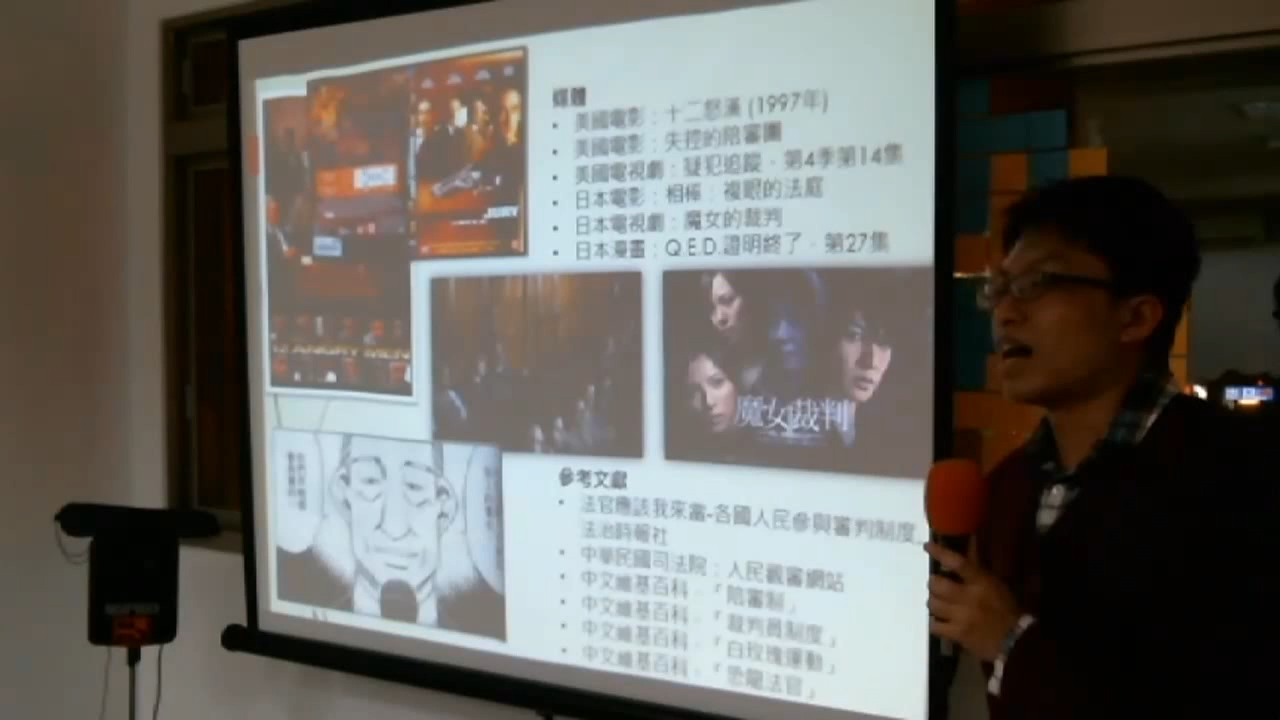 媒體
• 美國電影：十二怒漢 (1997年)
• 美國電影：失控的陪審團
• 美國電視劇：疑犯追蹤，第4季第14集
• 日本電影：相棒：複眼的法庭
• 日本電視劇：魔女的裁判
• 日本漫畫：Q.E.D.證明終了，第27集
JURY
12 ANGRY MEN
魔女裁判
參考文獻
• 法官應該我來當-各國人民參與審判制度，
法治時報社
• 中華民國司法院：人民觀審網站
• 中文維基百科，「陪審制」
• 中文維基百科，「裁判員制度」
• 中文維基百科，「白玫瑰運動」
• 中文維基百科，「恐龍法官」